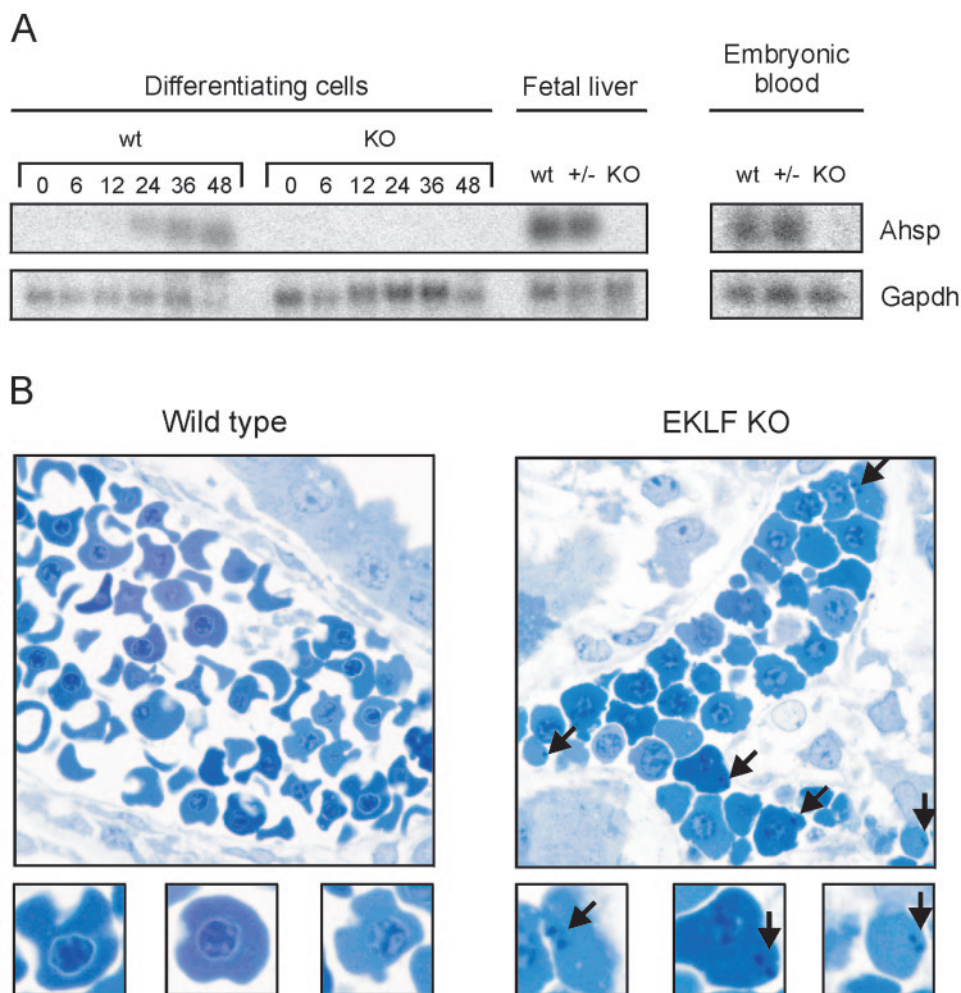 A
Differentiating cells
Fetal liver
Embryonic
blood
wt
KO
0 6 12 24 36 48
0 6 12 24 36 48
wt +/- KO
wt +/- KO
Ahsp
Gapdh
B
Wild type
EKLF KO